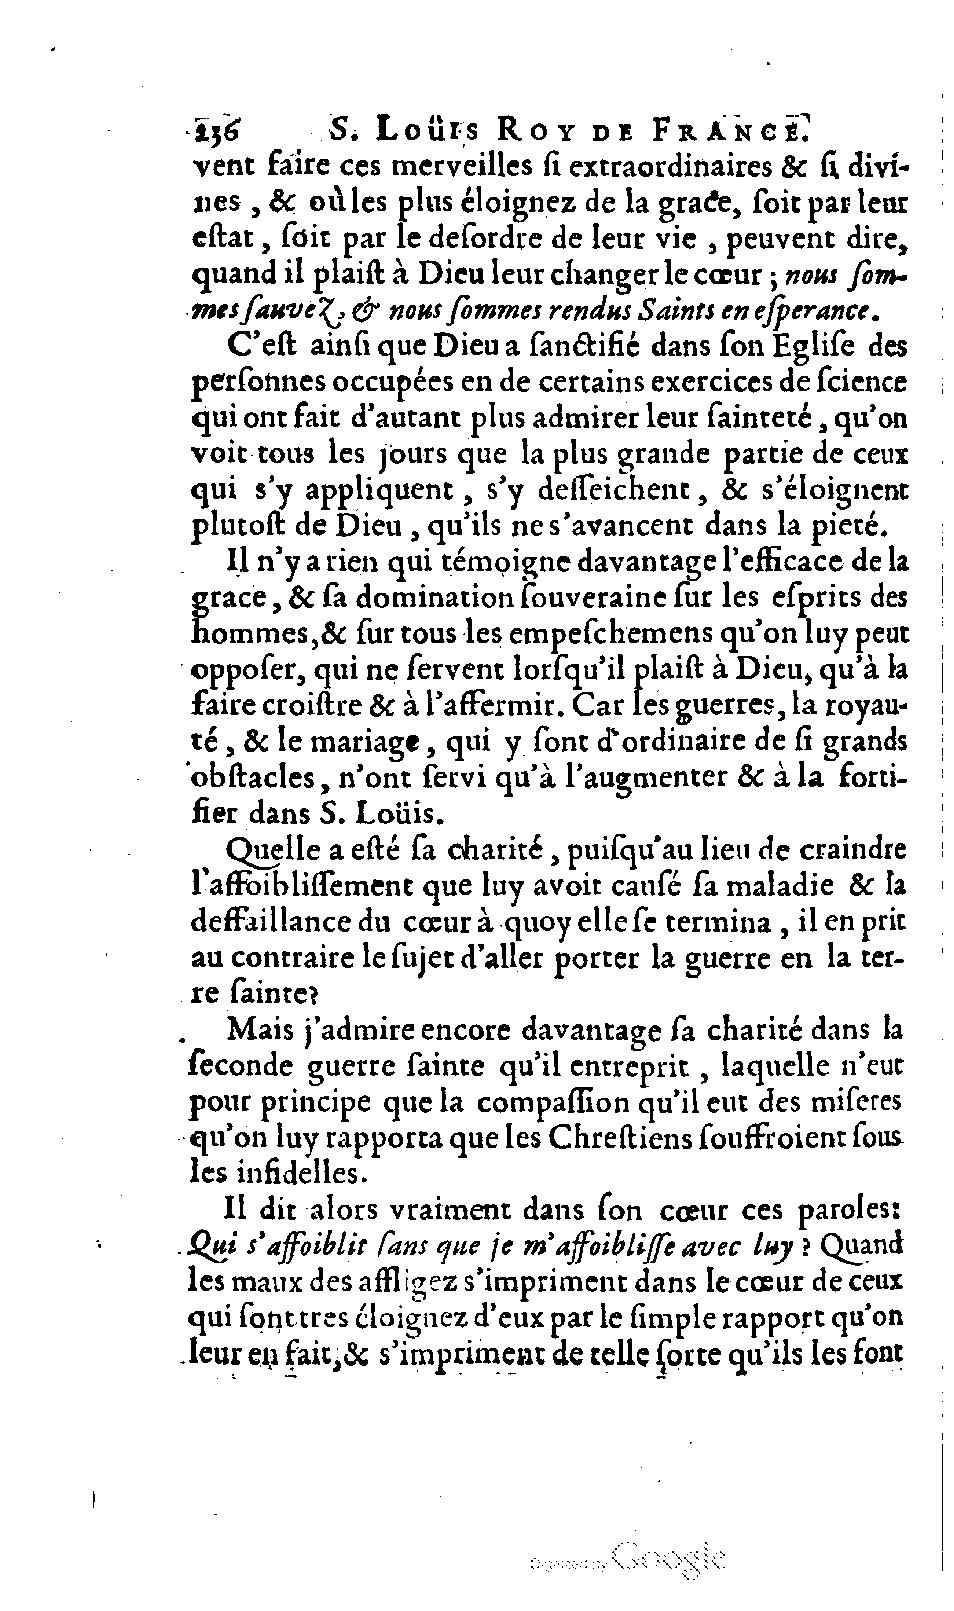 236 S. Loüis Roy de France.
vent faire ces merveilles ſi extraordinaires & ſi divi-
nes, & où les plus éloignez de la grace, ſoit par leur
eſtat, ſoit par le deſordre de leur vie, peuvent dire,
quand il plaiſt à Dieu leur changer le cœur; nous ſom-
mes ſauvez, & nous ſommes rendus Saints en eſperance.
C'eſt ainſi que Dieu a ſanctifié dans ſon Egliſe des
perſonnes occupées en de certains exercices de ſcience
qui ont fait d'autant plus admirer leur ſainteté, qu'on
voit tous les jours que la plus grande partie de ceux
qui s'y appliquent, s'y deſſeichent, & s'éloignent
plutoſt de Dieu, qu'ils ne s'avancent dans la pieté.
Il n'y a rien qui témoigne davantage l'efficace de la
grace, & ſa domination ſouveraine ſur les eſprits des
hommes, & ſur tous les empeſchemens qu'on luy peut
oppoſer, qui ne ſervent lorſqu'il plaiſt à Dieu, qu'à la
faire croiſtre & à l'affermir. Car les guerres, la royau-
té, & le mariage, qui y ſont d'ordinaire de ſi grands
obſtacles, n'ont ſervi qu'à l'augmenter & à la forti-
fier dans S. Loüis.
Quelle a eſté ſa charité, puiſqu'au lieu de craindre
l'affoibliſſement que luy avoit cauſé ſa maladie & la
deffaillance du cœur à quoy elle ſe termina, il en prit
au contraire le ſujet d'aller porter la guerre en la ter-
re ſainte?
Mais j'admire encore davantage ſa charité dans la
ſeconde guerre ſainte qu'il entreprit, laquelle n'eut
pour principe que la compaſſion qu'il eut des miſeres
qu'on luy rapporta que les Chreſtiens ſouffroient ſous
les infidelles.
Il dit alors vraiment dans ſon cœur ces paroles:
Qui s'affoiblit ſans que je m'affoibliſſe avec luy? Quand
les maux des affligez s'impriment dans le cœur de ceux
qui ſont tres éloignez d'eux par le ſimple rapport qu'on
leur en fait, & s'impriment de telle ſorte qu'ils les font
Digitized by Google